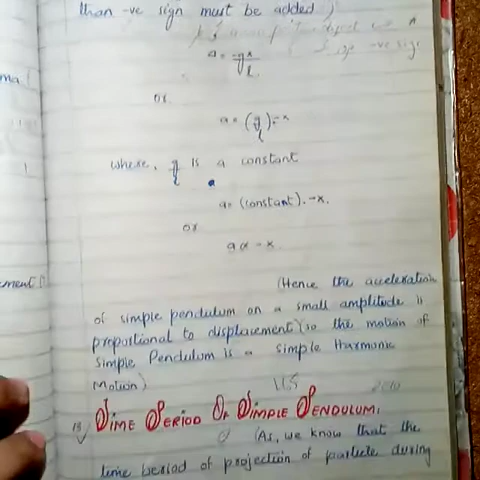 than -ve sign must be added)
a = -gx/l
or
a = (g/l).-x
where, g/l is a constant
a = (constant).-x.
or
a α -x
(Hence the acceleration
of simple pendulum on a small amplitude is
proportional to displacement) so the motion of
simple Pendulum is a simple Harmonic
Motion)
13) TIME PERIOD OF SIMPLE PENDULUM.
(As, we know that the
time period of projection of particle during